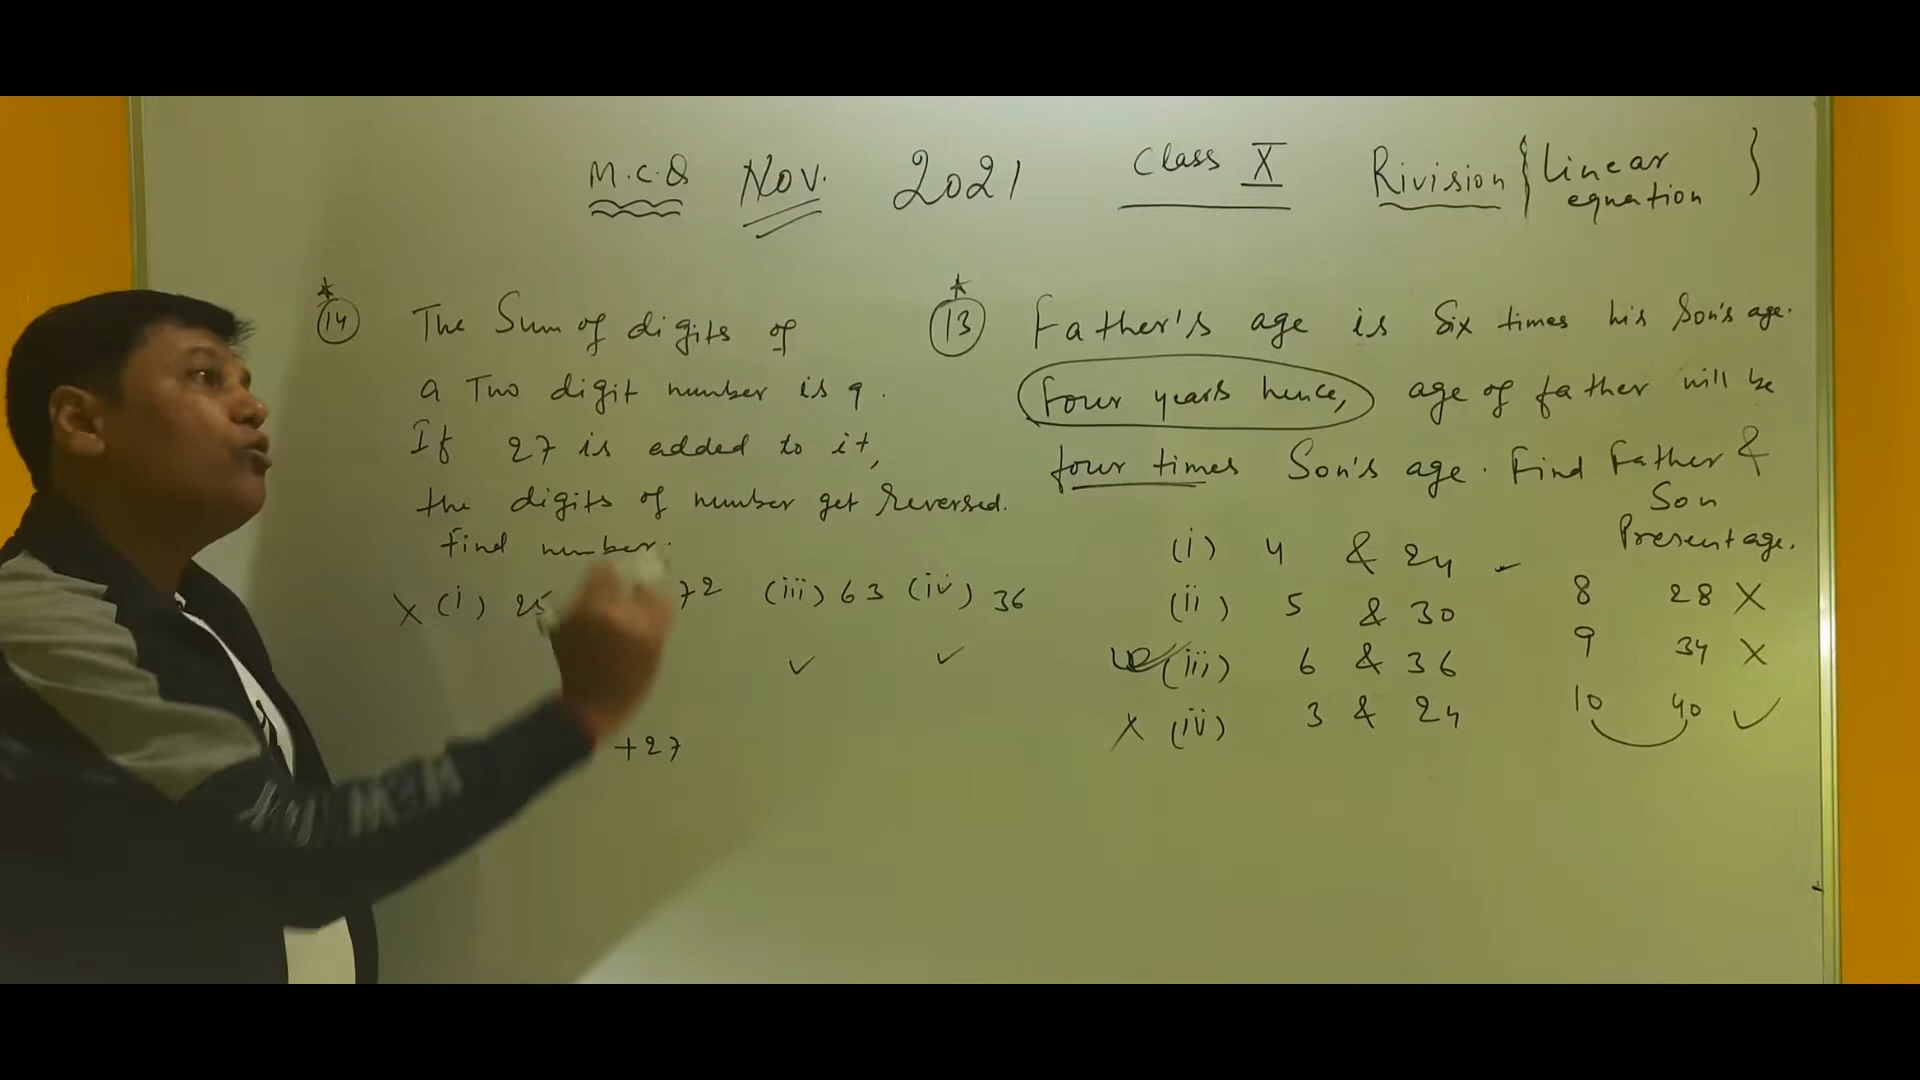 M.C.Q Nov. 2021 Class X Rivision { Linear
equation }
* 14 The Sum of digits of
a Two digit number is 9.
If 27 is added to it,
the digits of number get Reversed.
find number.
X (i) 25 72 (iii) 63 (iv) 36
✓ ✓
+27
* 13 Father's age is Six times his Son's age.
four years hence, age of father will be
four times Son's age. Find Father &
Son
Present age.
(i) 4 & 24
(ii) 5 & 30
(iii) 6 & 36
X (iv) 3 & 24
8 28 X
9 34 X
10 40 ✓